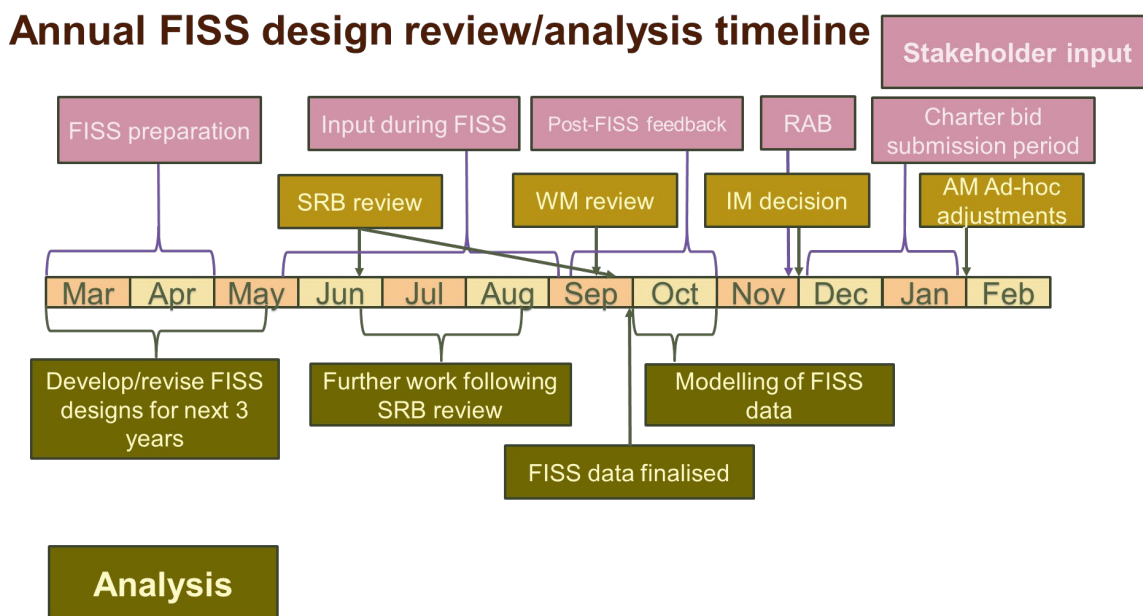 Annual FISS design review/analysis timeline
Stakeholder input
FISS preparation
Input during FISS
Post-FISS feedback
RAB
Charter bid
submission period
SRB review
WM review
IM decision
AM Ad-hoc
adjustments
Mar Apr May Jun Jul Aug Sep Oct Nov Dec Jan Feb
Develop/revise FISS
designs for next 3
years
Further work following
SRB review
Modelling of FISS
data
FISS data finalised
Analysis